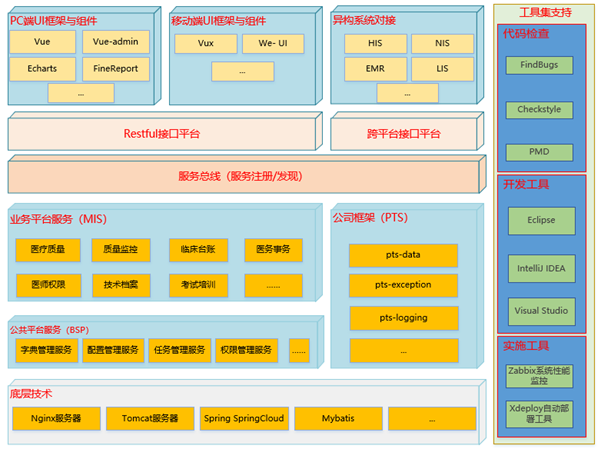 PC端UI框架与组件
Vue
Vue-admin
Echarts
FineReport
...
移动端UI框架与组件
Vux
We- UI
...
异构系统对接
HIS
NIS
EMR
LIS
...
Restful接口平台
跨平台接口平台
服务总线（服务注册/发现）
业务平台服务（MIS）
医疗质量
质量监控
临床台账
医务事务
医师权限
技术档案
考试培训
......
公共平台服务（BSP）
字典管理服务
配置管理服务
任务管理服务
权限管理服务
......
公司框架（PTS）
pts-data
pts-exception
pts-logging
...
底层技术
Nginx服务器
Tomcat服务器
Spring SpringCloud
Mybatis
...
工具集支持
代码检查
FindBugs
Checkstyle
PMD
开发工具
Eclipse
IntelliJ IDEA
Visual Studio
实施工具
Zabbix系统性能
监控
Xdeploy自动部
署工具